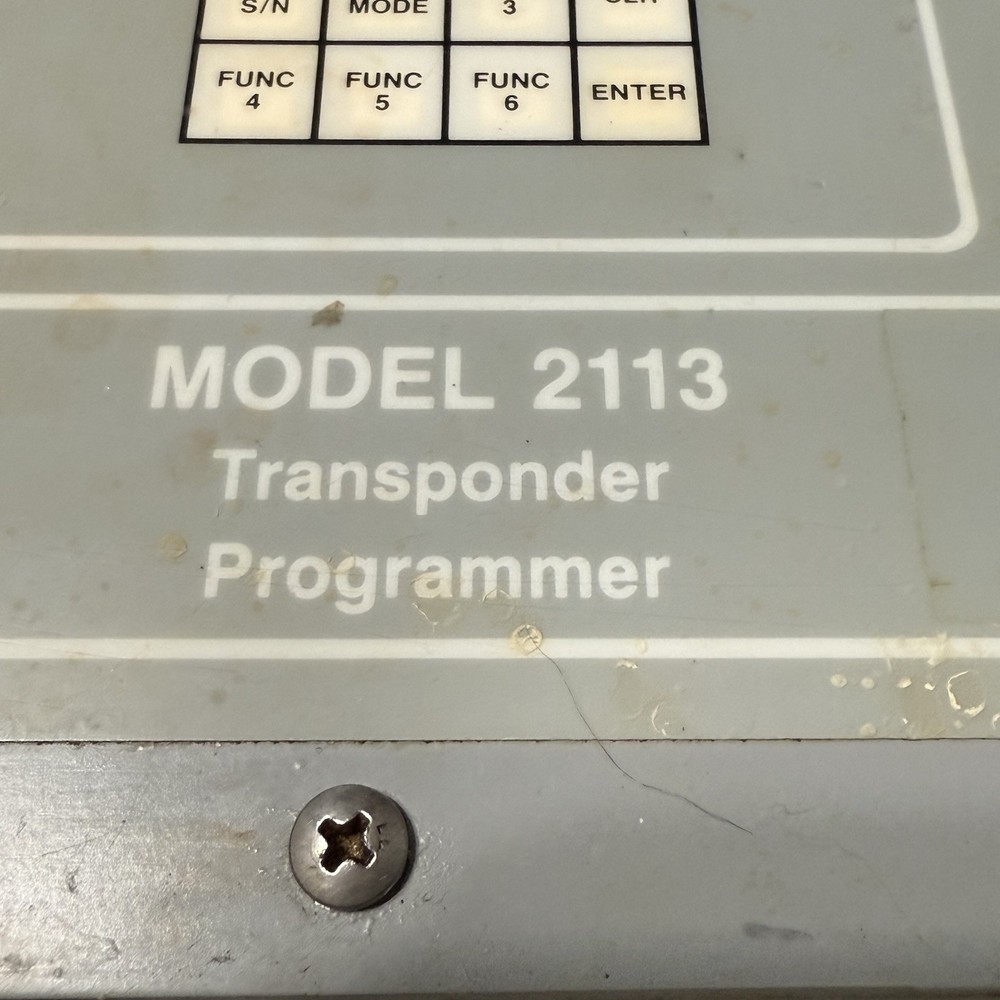 S/N MODE 3
FUNC FUNC FUNC ENTER
4 5 6
MODEL 2113
Transponder
Programmer